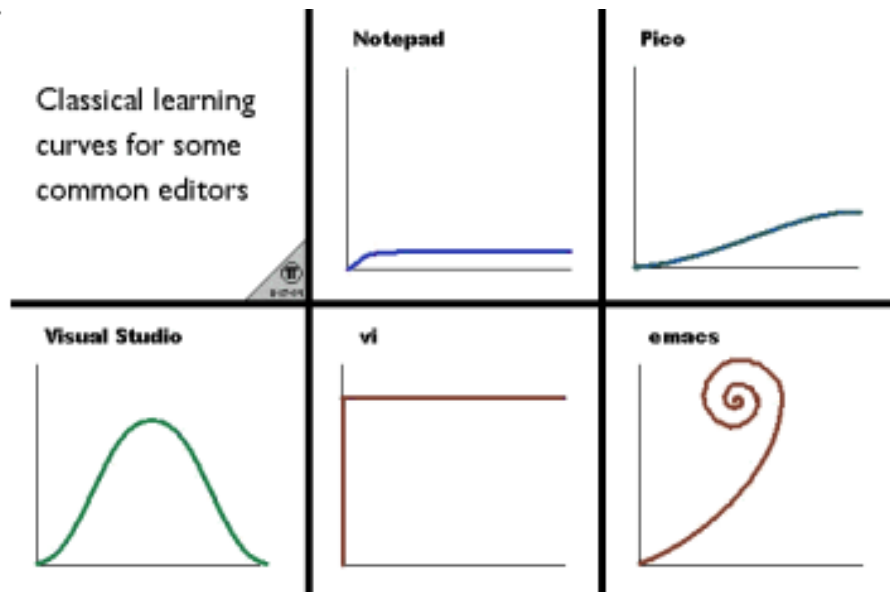 Classical learning
curves for some
common editors
Notepad
Pico
Visual Studio
vi
emacs